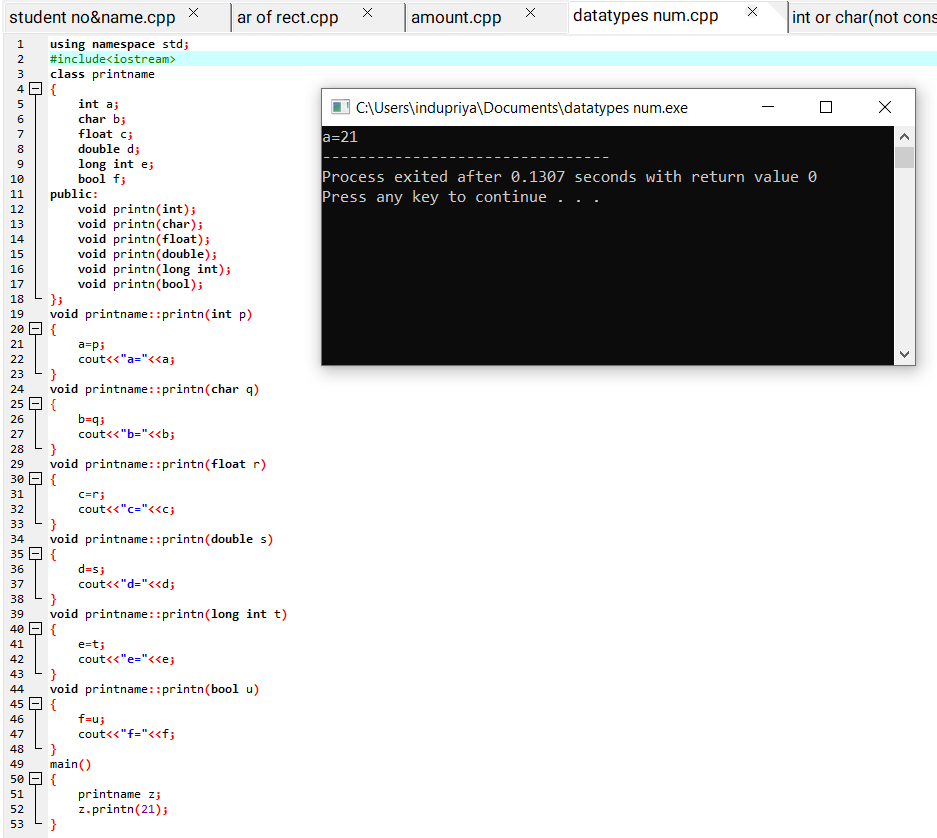 student no&name.cpp ar of rect.cpp amount.cpp datatypes num.cpp int or char(not cons
1 using namespace std;
2 #include<iostream>
3 class printname
4 {
5 int a;
6 char b;
7 float c;
8 double d;
9 long int e;
10 bool f;
11 public:
12 void printn(int);
13 void printn(char);
14 void printn(float);
15 void printn(double);
16 void printn(long int);
17 void printn(bool);
18 };
19 void printname::printn(int p)
20 {
21 a=p;
22 cout<<"a="<<a;
23 }
24 void printname::printn(char q)
25 {
26 b=q;
27 cout<<"b="<<b;
28 }
29 void printname::printn(float r)
30 {
31 c=r;
32 cout<<"c="<<c;
33 }
34 void printname::printn(double s)
35 {
36 d=s;
37 cout<<"d="<<d;
38 }
39 void printname::printn(long int t)
40 {
41 e=t;
42 cout<<"e="<<e;
43 }
44 void printname::printn(bool u)
45 {
46 f=u;
47 cout<<"f="<<f;
48 }
49 main()
50 {
51 printname z;
52 z.printn(21);
53 }
C:\Users\indupriya\Documents\datatypes num.exe
a=21
--------------------------------
Process exited after 0.1307 seconds with return value 0
Press any key to continue . . .